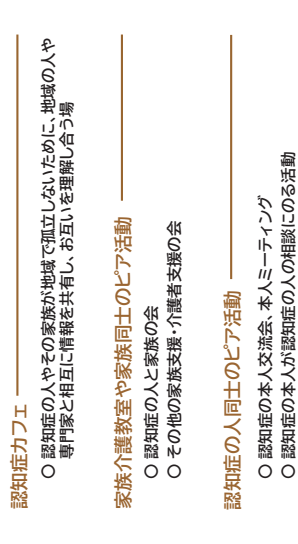 認知症カフェ
○ 認知症の人やその家族が地域で孤立しないために、地域の人や
専門家と相互に情報を共有し、お互いを理解し合う場
家族介護教室や家族同士のピア活動
○ 認知症の人と家族の会
○ その他の家族支援・介護者支援の会
認知症の人同士のピア活動
○ 認知症の本人交流会、本人ミーティング
○ 認知症の本人が認知症の人の相談にのる活動